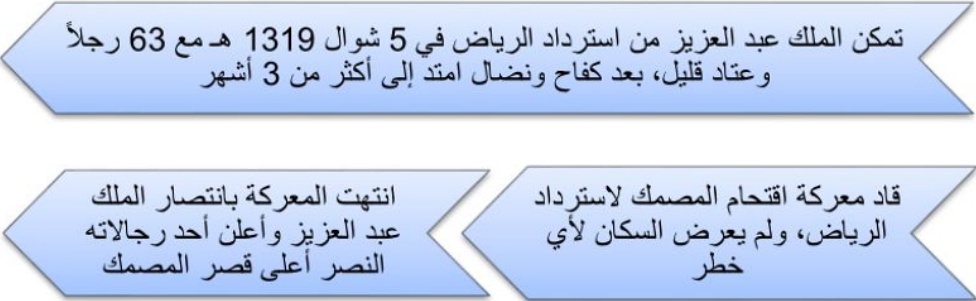 تمكن الملك عبد العزيز من استرداد الرياض في 5 شوال 1319 هـ مع 63 رجلاً
وعتاد قليل، بعد كفاح ونضال امتد إلى أكثر من 3 أشهر
قاد معركة اقتحام المصمك لاسترداد
الرياض، ولم يعرض السكان لأي
خطر
انتهت المعركة بانتصار الملك
عبد العزيز وأعلن أحد رجالاته
النصر أعلى قصر المصمك